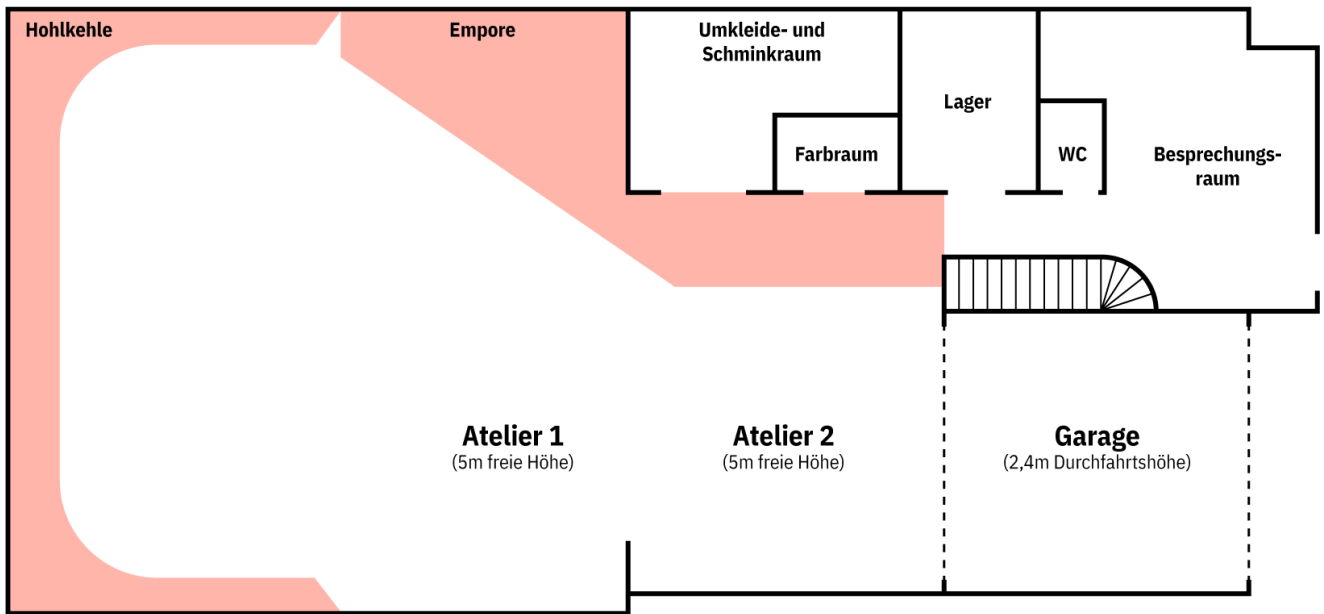 Hohlkehle
Empore
Umkleide- und
Schminkraum
Lager
Farbraum
WC
Besprechungs-
raum
Atelier 1
(5m freie Höhe)
Atelier 2
(5m freie Höhe)
Garage
(2,4m Durchfahrtshöhe)